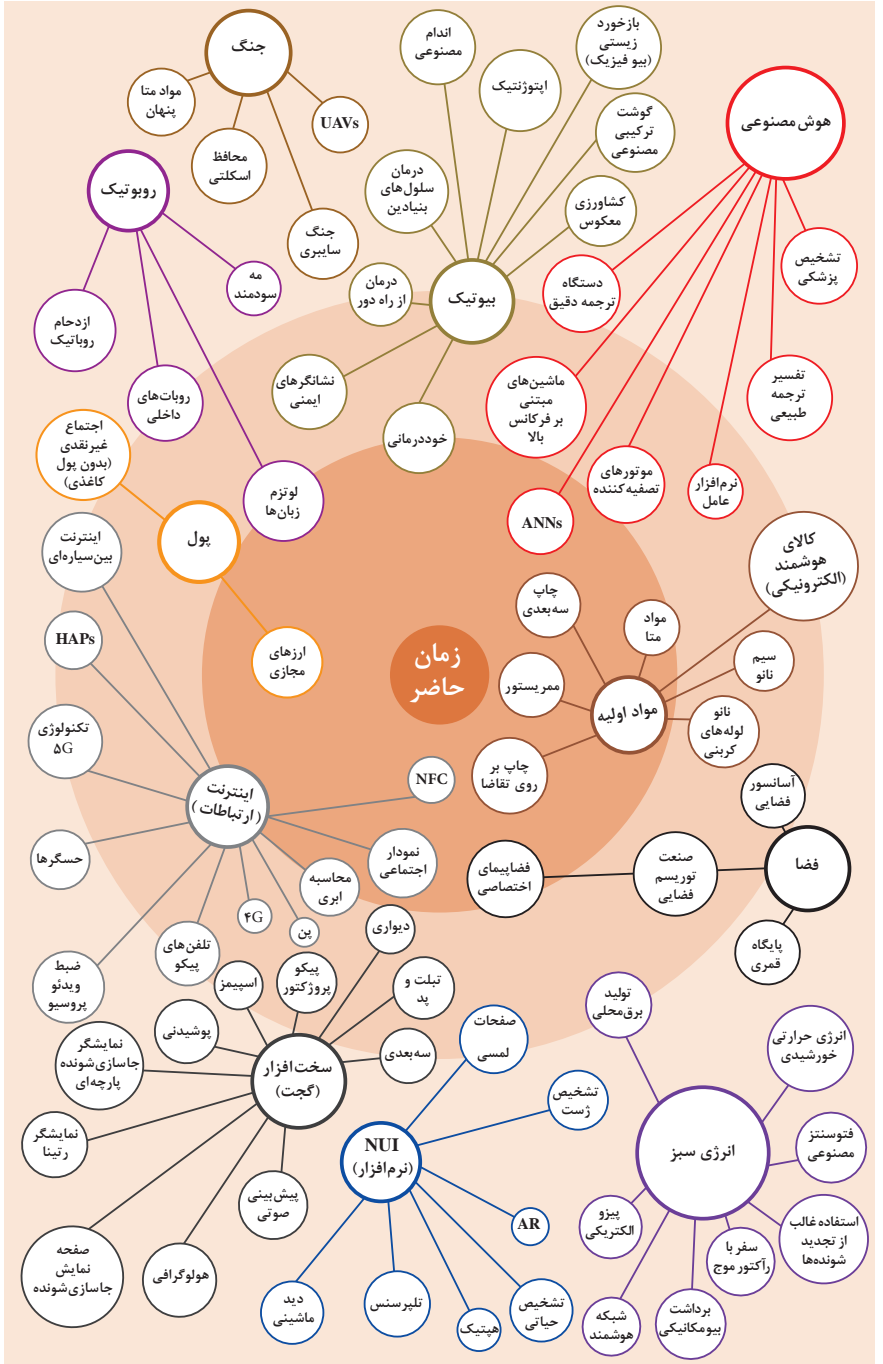 جنگ
مواد متا
پنهان
محافظ
اسکلتی
جنگ
سایبری
UAVs
روبوتیک
ازدحام
روباتیک
روبات‌های
داخلی
لوتزم
زبان‌ها
مه
سودمند
بیوتیک
اندام
مصنوعی
اپتوژنتیک
بازخورد
زیستی
(بیو فیزیک)
گوشت
ترکیبی
مصنوعی
کشاورزی
معکوس
درمان
سلول‌های
بنیادین
درمان
از راه دور
نشانگرهای
ایمنی
خوددرمانی
هوش مصنوعی
تشخیص
پزشکی
دستگاه
ترجمه دقیق
تفسیر
ترجمه
طبیعی
ماشین‌های
مبتنی
بر فرکانس
بالا
موتورهای
تصفیه‌کننده
نرم‌افزار
عامل
ANNs
پول
اجتماع
غیرنقدی
(بدون پول
کاغذی)
ارزهای
مجازی
زمان
حاضر
مواد اولیه
کالای
هوشمند
(الکترونیکی)
چاپ
سه‌بعدی
مواد
متا
سیم
نانو
ممریستور
نانو
لوله‌های
کربنی
چاپ بر
روی تقاضا
اینترنت
(ارتباطات)
اینترنت
بین‌سیاره‌ای
HAPs
تکنولوژی
۵G
حسگرها
ضبط
ویدئو
پروسیو
تلفن‌های
پیکو
۴G
پن
محاسبه
ابری
نمودار
اجتماعی
NFC
فضا
آسانسور
فضایی
صنعت
توریسم
فضایی
فضاپیمای
اختصاصی
پایگاه
قمری
سخت‌افزار
(گجت)
دیواری
پیکو
پروژکتور
اسپیمز
تبلت و
پد
پوشیدنی
سه‌بعدی
نمایشگر
جاسازی‌شونده
پارچه‌ای
نمایشگر
رتینا
صفحه
نمایش
جاسازی‌شونده
هولوگرافی
پیش‌بینی
صوتی
NUI
(نرم‌افزار)
صفحات
لمسی
تشخیص
ژست
AR
تشخیص
حیاتی
هپتیک
تلپرسنس
دید
ماشینی
انرژی سبز
تولید
برق‌محلی
انرژی حرارتی
خورشیدی
فتوسنتز
مصنوعی
استفاده غالب
از تجدید
شونده‌ها
سفر با
رآکتور موج
برداشت
بیومکانیکی
شبکه
هوشمند
پیزو
الکتریکی